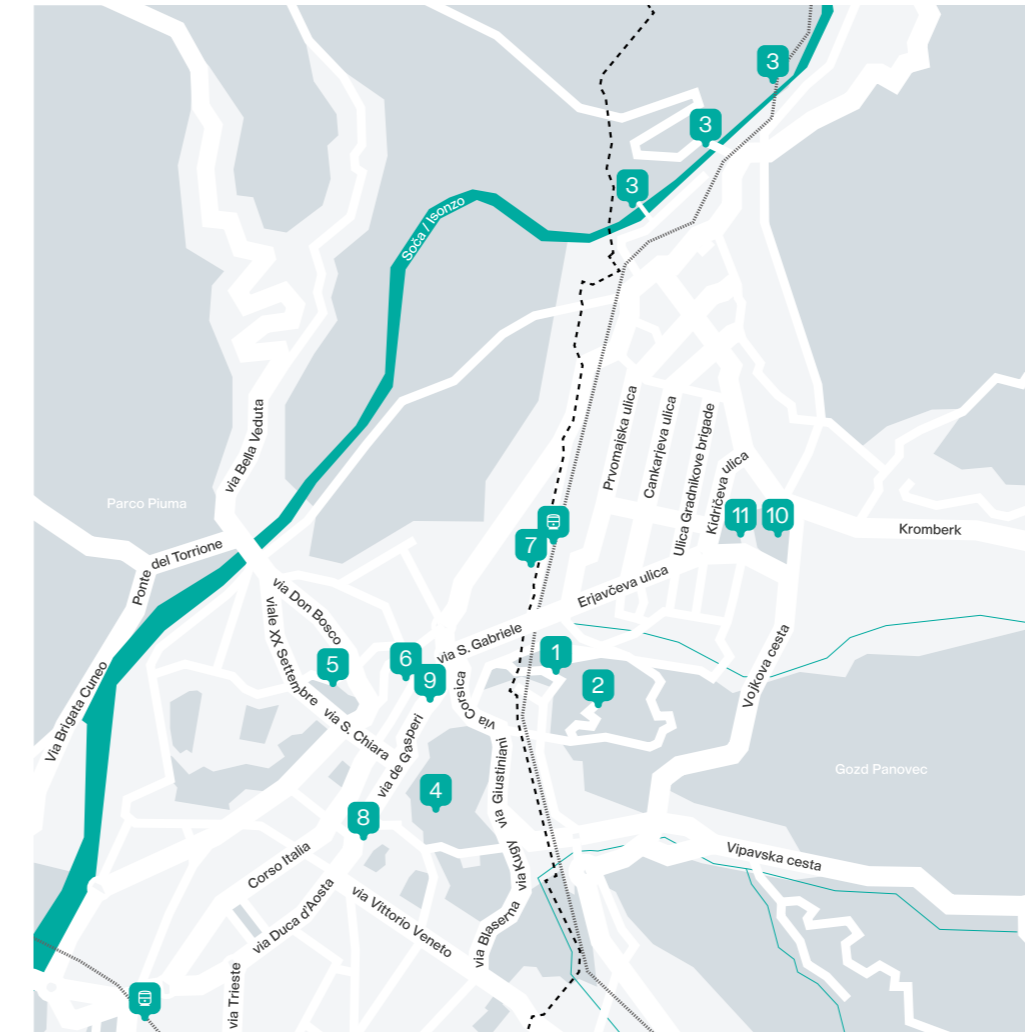 3
3
3
Soča / Isonzo
via Bella Veduta
Prvomajska ulica
Cankarjeva ulica
Ulica Gradnikove brigade
Kidričeva ulica
Parco Piuma
11
10
Kromberk
7
Ponte del Torrione
Erjavčeva ulica
via Don Bosco
viale XX Settembre
via S. Gabriele
1
5
6
9
2
Vojkova cesta
Via Brigata Cuneo
via Corsica
via S. Chiara
via de Gasperi
via Giustiniani
Gozd Panovec
4
8
Vipavska cesta
Corso Italia
via Kugy
via Duca d'Aosta
via Vittorio Veneto
via Blaserna
via Trieste